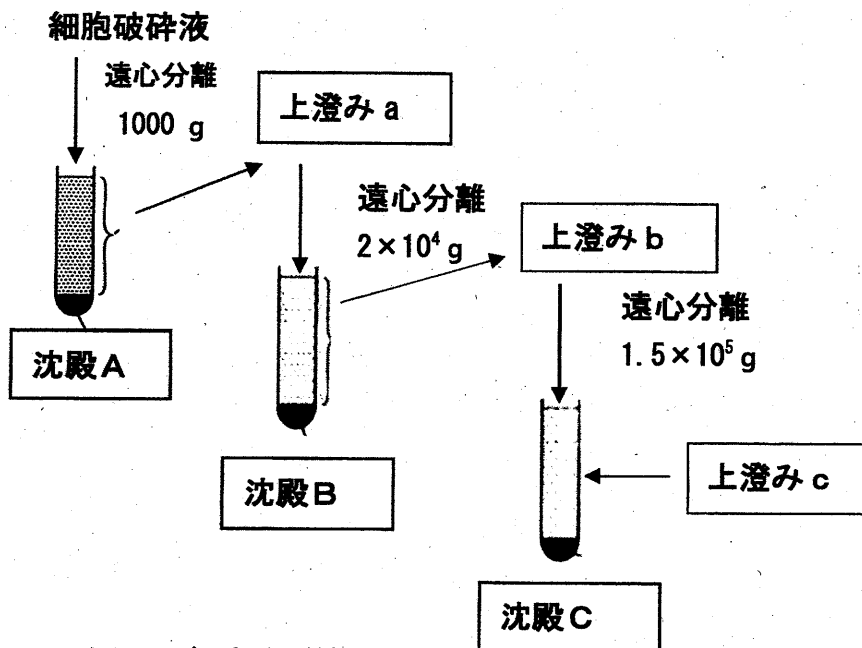 細胞破砕液
遠心分離
1000 g
上澄み a
遠心分離
2×10⁴ g
上澄み b
遠心分離
1.5×10⁵ g
沈殿A
沈殿B
上澄み c
沈殿C